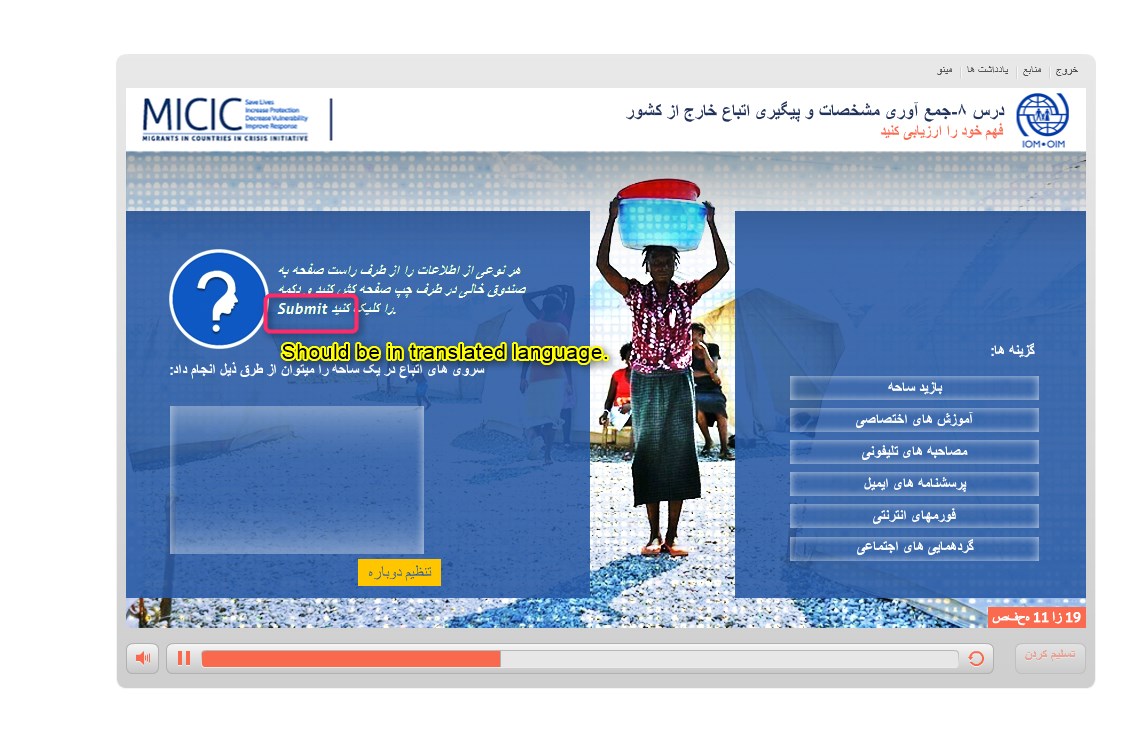 خروج
منابع
یادداشت ها
مینو
MICIC
Save Lives
Increase Protection
Decrease Vulnerability
Improve Response
MIGRANTS IN COUNTRIES IN CRISIS INITIATIVE
درس ۸-جمع آوری مشخصات و پیگیری اتباع خارج از کشور
فهم خود را ارزیابی کنید
IOM•OIM
هر نوعی از اطلاعات را از طرف راست صفحه به
صندوق خالی در طرف چپ صفحه کش کنید و دکمه
Submit را کلیک کنید.
Should be in translated language.
سروی های اتباع در یک ساحه را میتوان از طرق ذیل انجام داد:
گزینه ها:
بازید ساحه
آموزش های اختصاصی
مصاحبه های تلیفونی
پرسشنامه های ایمیل
فورمهای انترنتی
گردهمایی های اجتماعی
تنظیم دوباره
صفحه 11 از 19
تسلیم کردن